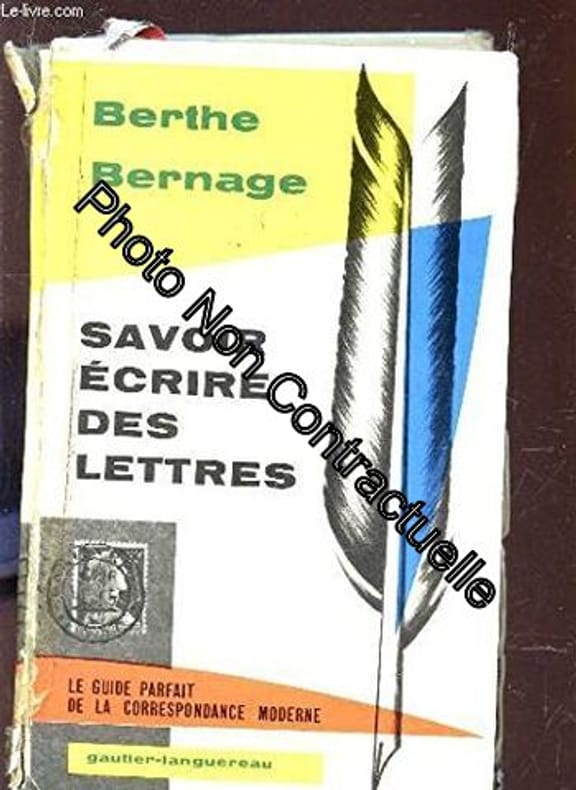 Le-livre.com
Berthe
Bernage
Photo Non Contractuelle
SAVOIR
ÉCRIRE
DES
LETTRES
LE GUIDE PARFAIT
DE LA CORRESPONDANCE MODERNE
gautier-languereau